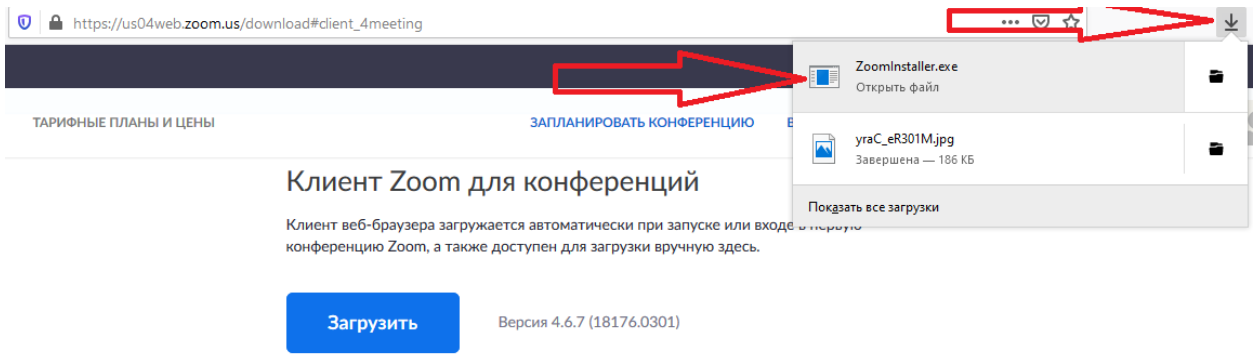 https://us04web.zoom.us/download#client_4meeting
ZoomInstaller.exe
Открыть файл
yraC_eR301M.jpg
Завершена — 186 КБ
Показать все загрузки
ТАРИФНЫЕ ПЛАНЫ И ЦЕНЫ
ЗАПЛАНИРОВАТЬ КОНФЕРЕНЦИЮ
Клиент Zoom для конференций
Клиент веб-браузера загружается автоматически при запуске или входе в первую
конференцию Zoom, а также доступен для загрузки вручную здесь.
Загрузить
Версия 4.6.7 (18176.0301)